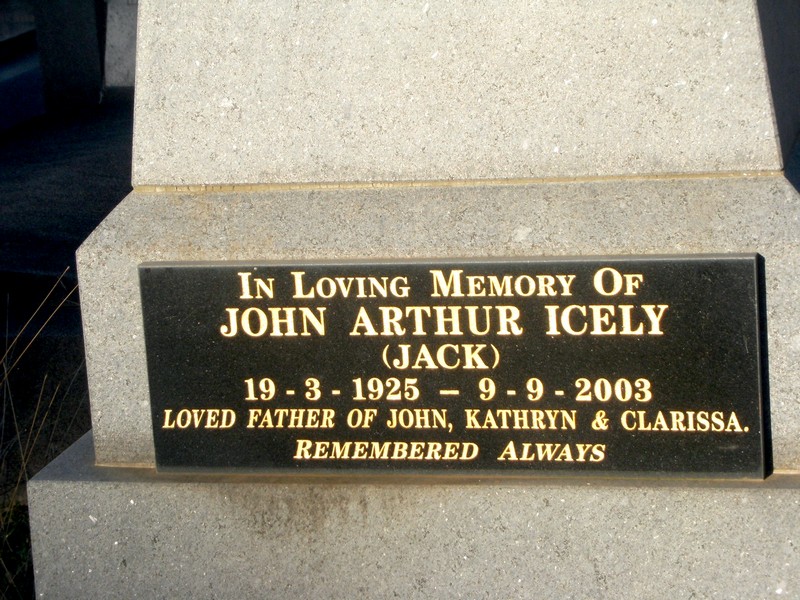 In Loving Memory Of
JOHN ARTHUR ICELY
(JACK)
19 - 3 - 1925 – 9 - 9 - 2003
LOVED FATHER OF JOHN, KATHRYN & CLARISSA.
REMEMBERED ALWAYS